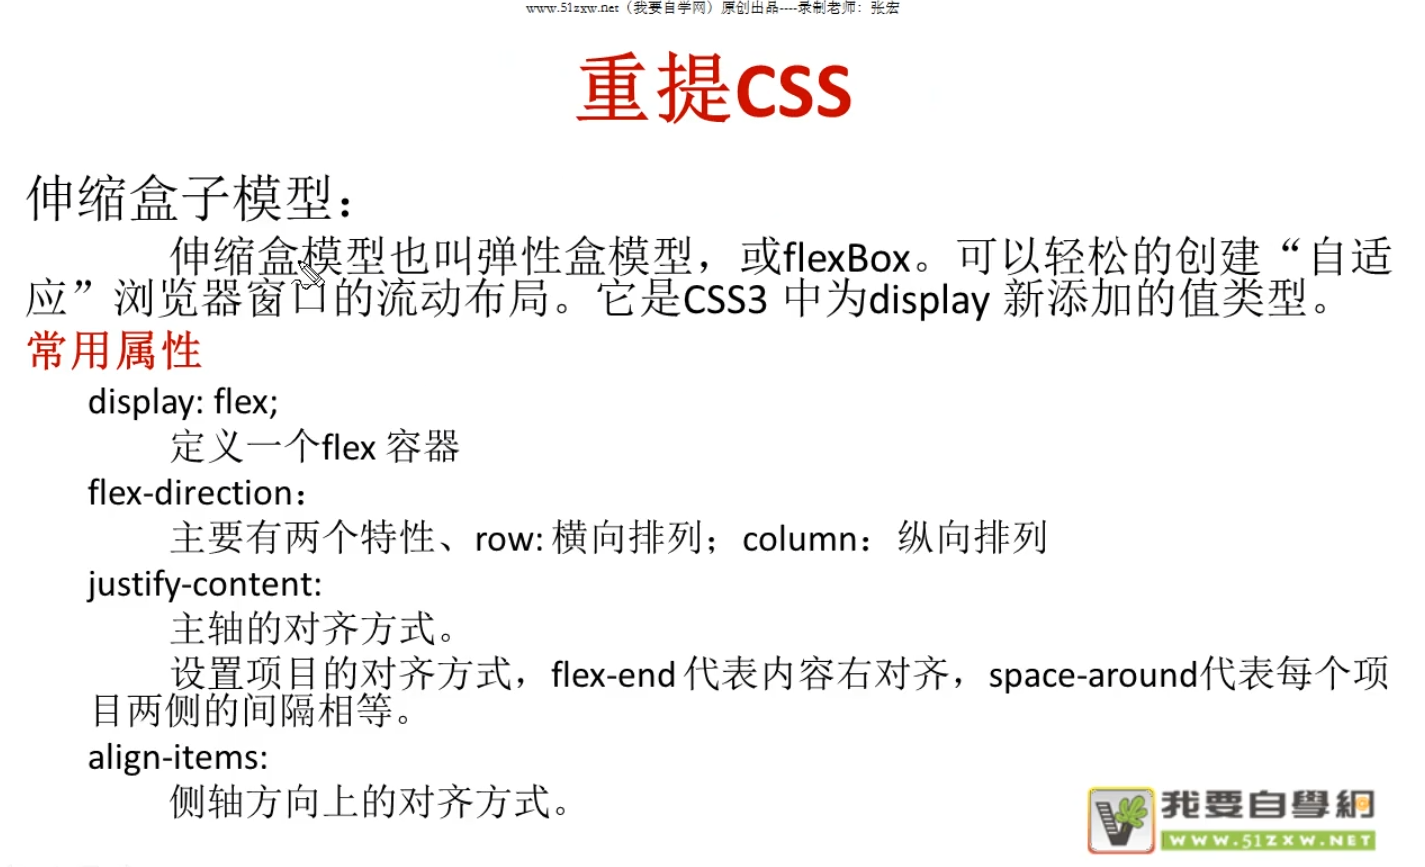 www.51zxw.net（我要自学网）原创出品----录制老师：张宏
重提CSS
伸缩盒子模型：
伸缩盒模型也叫弹性盒模型，或flexBox。可以轻松的创建“自适
应”浏览器窗口的流动布局。它是CSS3 中为display 新添加的值类型。
常用属性
display: flex;
定义一个flex 容器
flex-direction：
主要有两个特性、row: 横向排列；column：纵向排列
justify-content:
主轴的对齐方式。
设置项目的对齐方式，flex-end 代表内容右对齐，space-around代表每个项
目两侧的间隔相等。
align-items:
侧轴方向上的对齐方式。
我要自學網
WWW.51ZXW.NET